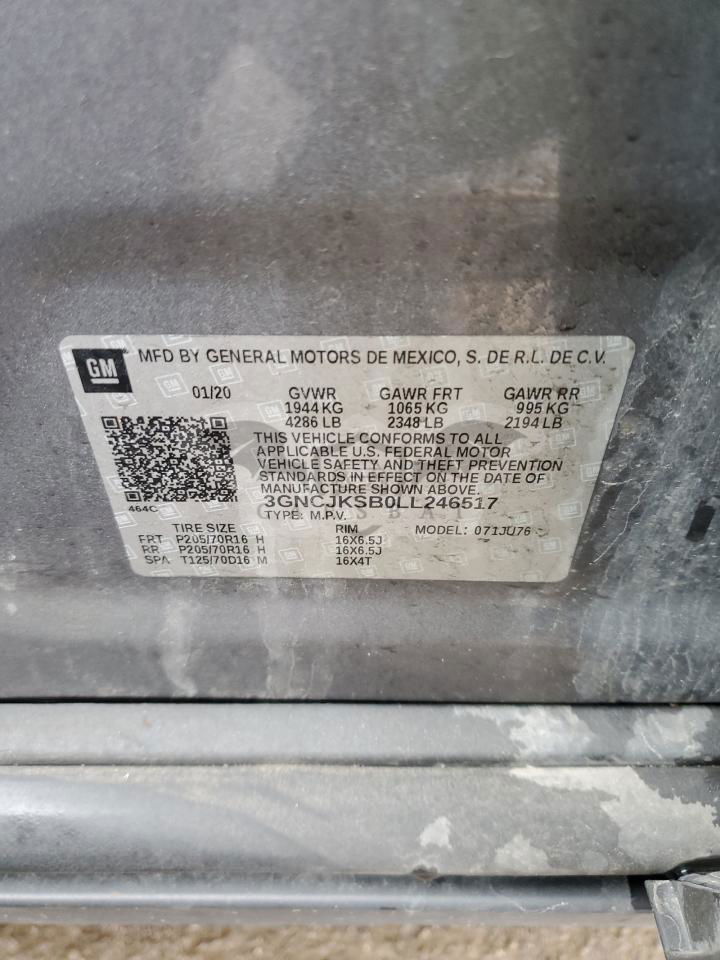 GM
MFD BY GENERAL MOTORS DE MEXICO, S. DE R.L. DE C.V.
01/20 GVWR GAWR FRT GAWR RR
1944 KG 1065 KG 995 KG
4286 LB 2348 LB 2194 LB
THIS VEHICLE CONFORMS TO ALL
APPLICABLE U.S. FEDERAL MOTOR
VEHICLE SAFETY AND THEFT PREVENTION
STANDARDS IN EFFECT ON THE DATE OF
MANUFACTURE SHOWN ABOVE.
3GNCJKSB0LL246517
464C
TYPE: M.P.V. MODEL: 071JU76
TIRE SIZE RIM
FRT P205/70R16 H 16X6.5J
RR P205/70R16 H 16X6.5J
SPA T125/70D16 M 16X4T